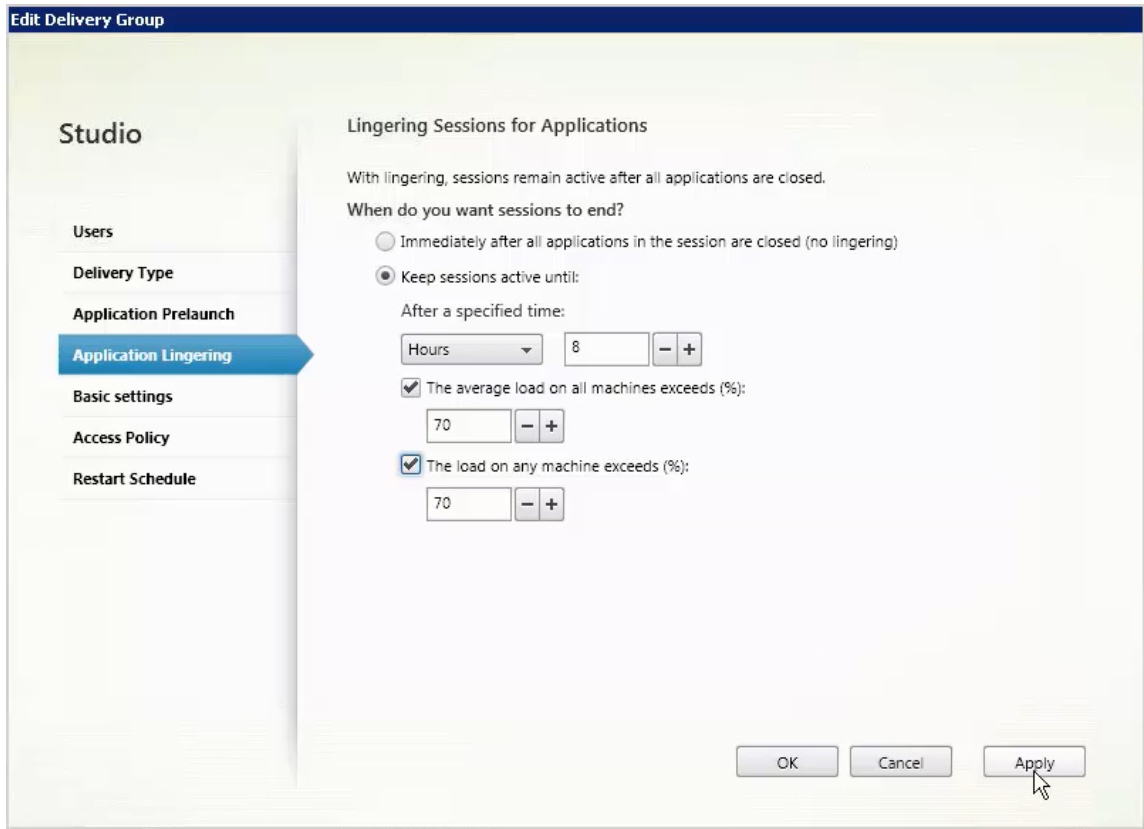 Edit Delivery Group
Studio
Users
Delivery Type
Application Prelaunch
Application Lingering
Basic settings
Access Policy
Restart Schedule
Lingering Sessions for Applications
With lingering, sessions remain active after all applications are closed.
When do you want sessions to end?
Immediately after all applications in the session are closed (no lingering)
Keep sessions active until:
After a specified time:
Hours 8 − +
The average load on all machines exceeds (%):
70 − +
The load on any machine exceeds (%):
70 − +
OK Cancel Apply